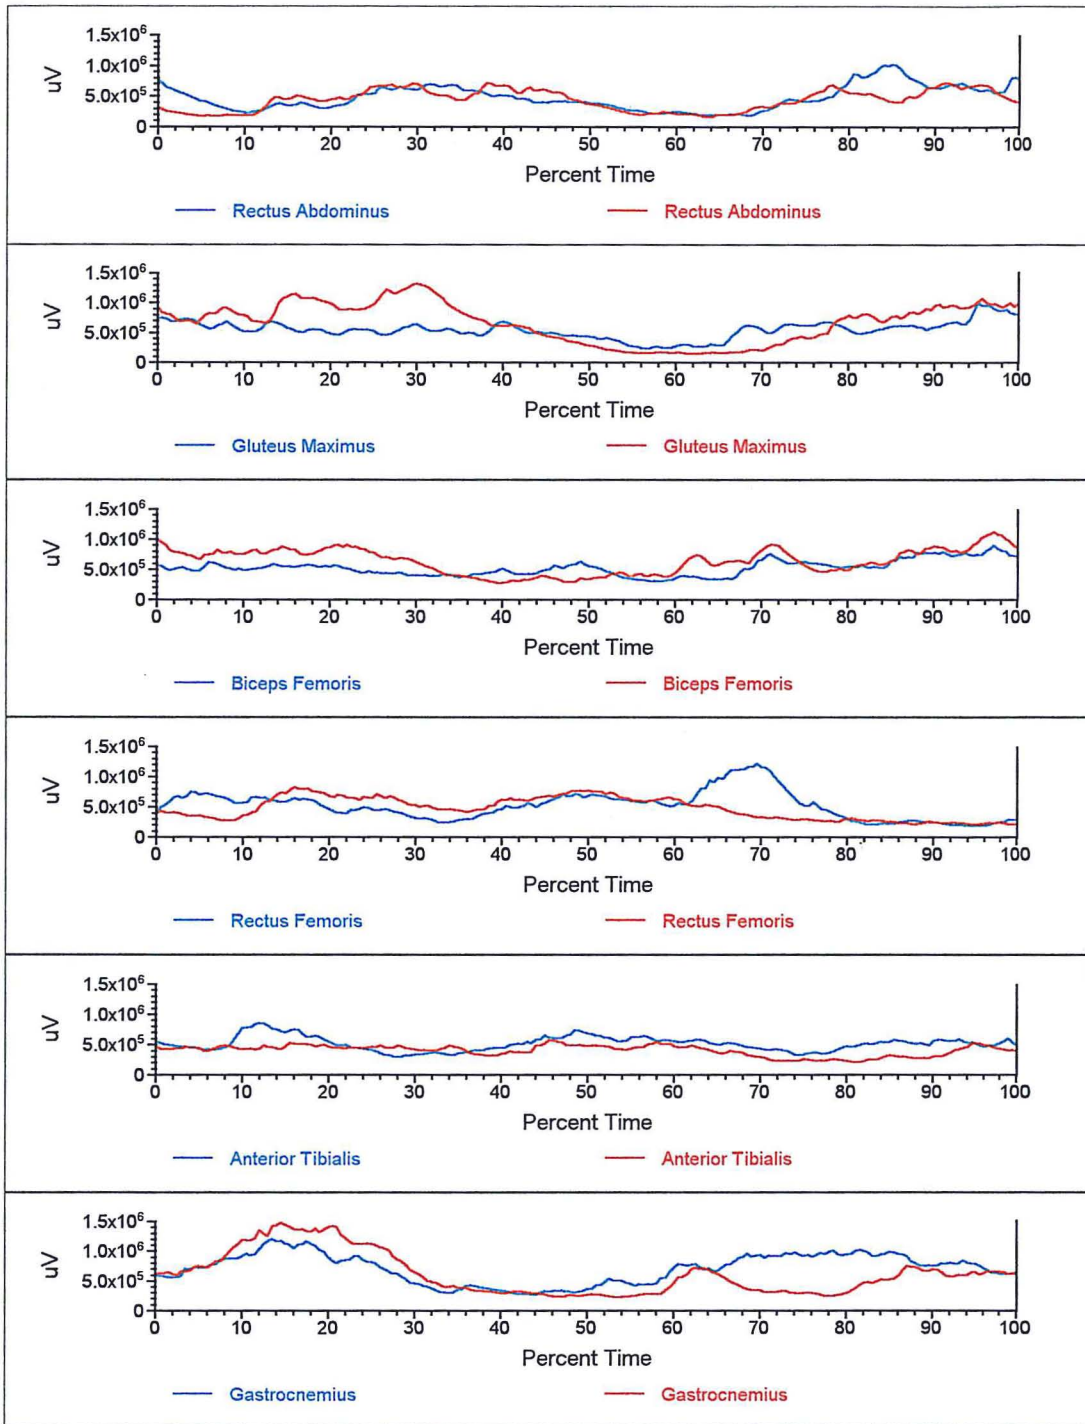 1.5x10⁶
1.0x10⁶
5.0x10⁵
0
uV
0 10 20 30 40 50 60 70 80 90 100
Percent Time
Rectus Abdominus Rectus Abdominus
1.5x10⁶
1.0x10⁶
5.0x10⁵
0
uV
0 10 20 30 40 50 60 70 80 90 100
Percent Time
Gluteus Maximus Gluteus Maximus
1.5x10⁶
1.0x10⁶
5.0x10⁵
0
uV
0 10 20 30 40 50 60 70 80 90 100
Percent Time
Biceps Femoris Biceps Femoris
1.5x10⁶
1.0x10⁶
5.0x10⁵
0
uV
0 10 20 30 40 50 60 70 80 90 100
Percent Time
Rectus Femoris Rectus Femoris
1.5x10⁶
1.0x10⁶
5.0x10⁵
0
uV
0 10 20 30 40 50 60 70 80 90 100
Percent Time
Anterior Tibialis Anterior Tibialis
1.5x10⁶
1.0x10⁶
5.0x10⁵
0
uV
0 10 20 30 40 50 60 70 80 90 100
Percent Time
Gastrocnemius Gastrocnemius